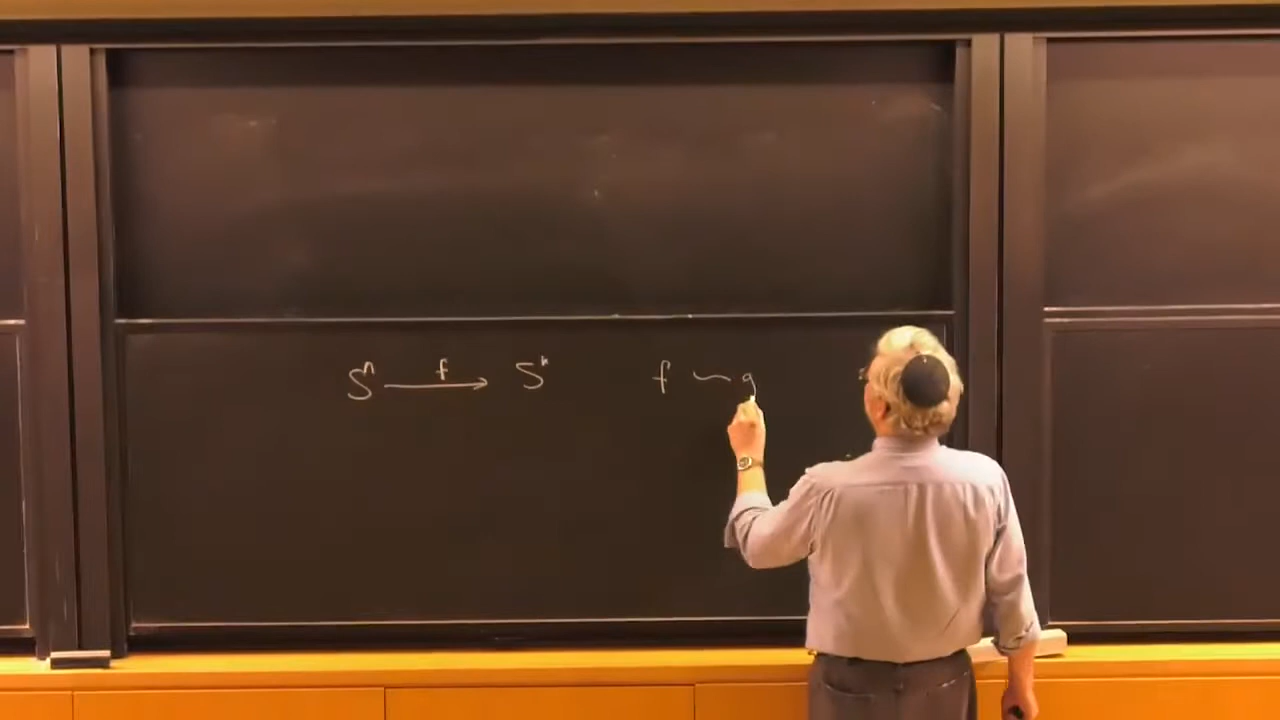 Sⁿ —f→ Sᵏ f ~ g